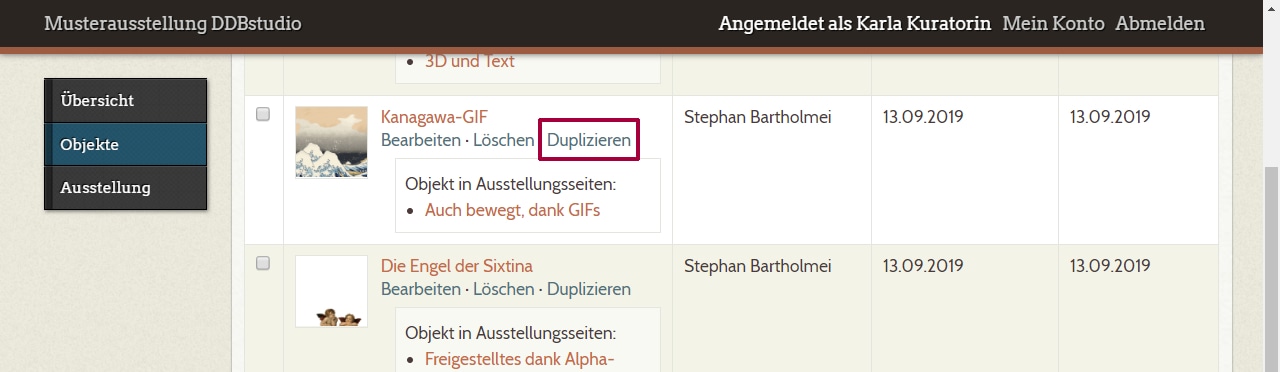 Musterausstellung DDBstudio
Angemeldet als Karla Kuratorin Mein Konto Abmelden
Übersicht
Objekte
Ausstellung
3D und Text
Kanagawa-GIF
Bearbeiten · Löschen · Duplizieren
Objekt in Ausstellungsseiten:
Auch bewegt, dank GIFs
Stephan Bartholmei
13.09.2019
13.09.2019
Die Engel der Sixtina
Bearbeiten · Löschen · Duplizieren
Objekt in Ausstellungsseiten:
Freigestelltes dank Alpha-
Stephan Bartholmei
13.09.2019
13.09.2019